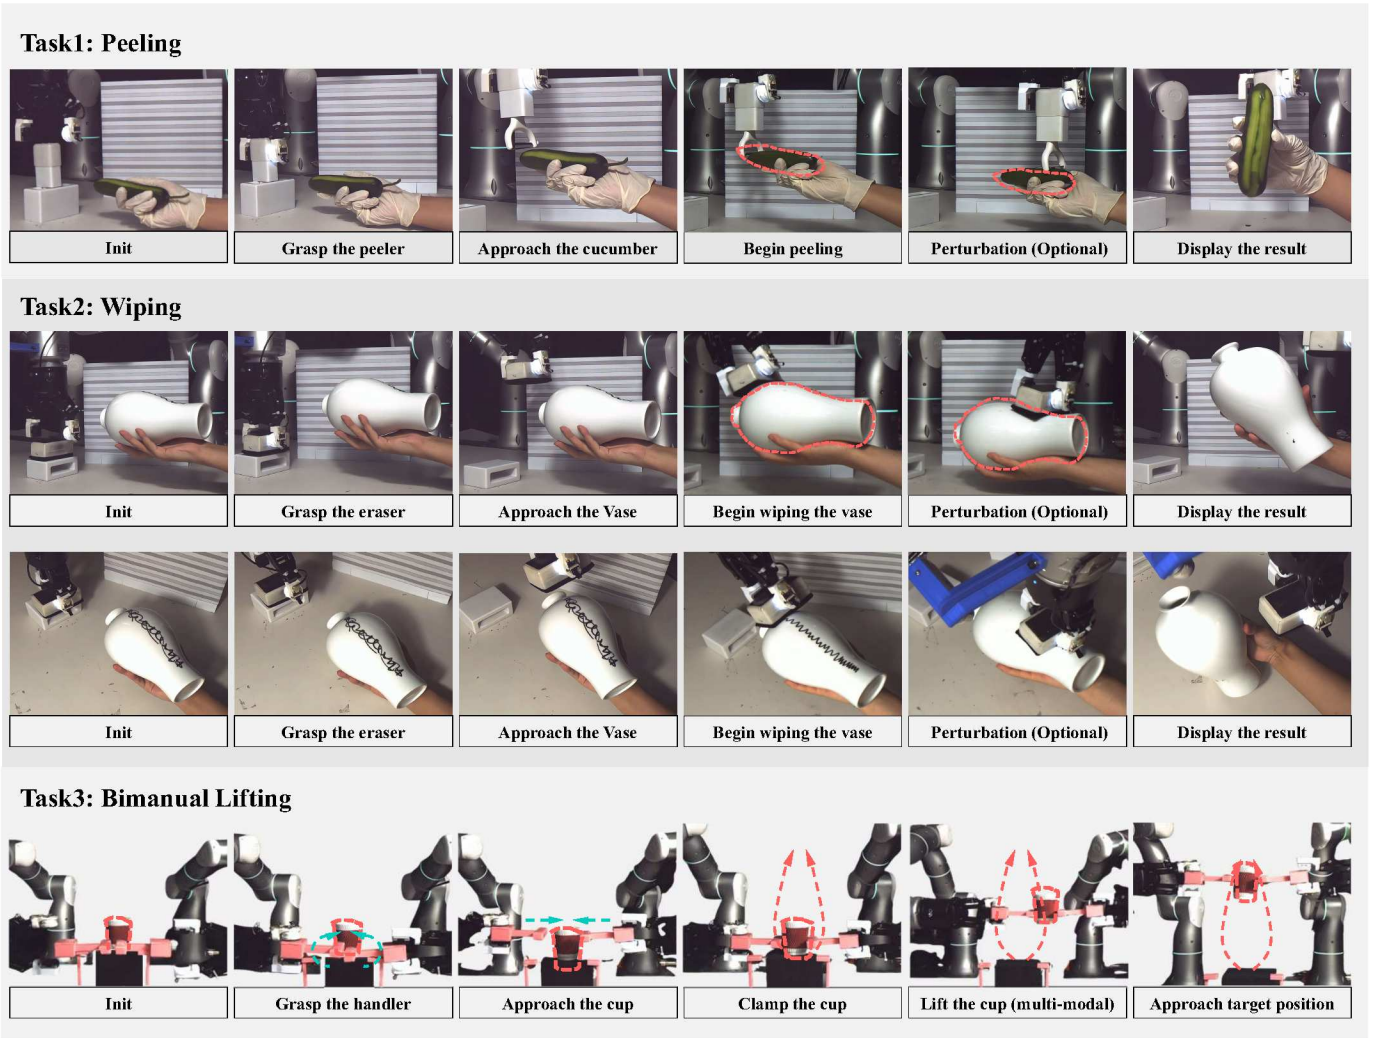 Task1: Peeling
Init
Grasp the peeler
Approach the cucumber
Begin peeling
Perturbation (Optional)
Display the result
Task2: Wiping
Init
Grasp the eraser
Approach the Vase
Begin wiping the vase
Perturbation (Optional)
Display the result
Init
Grasp the eraser
Approach the Vase
Begin wiping the vase
Perturbation (Optional)
Display the result
Task3: Bimanual Lifting
Init
Grasp the handler
Approach the cup
Clamp the cup
Lift the cup (multi-modal)
Approach target position